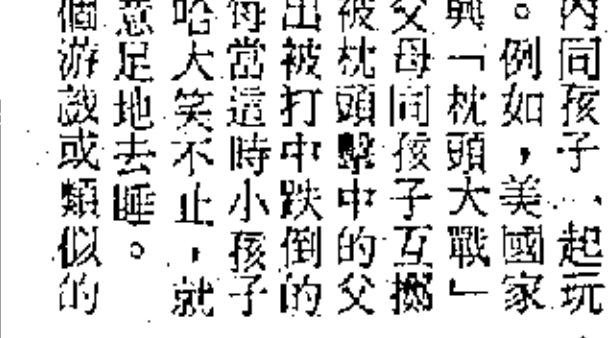 內同孩子、起玩
。例如，美國家
興「枕頭大戰」
父母同孩子互擲
被枕頭擊中的父
出被打中跌倒的
每當這時小孩子
哈大笑不止，就
意足地去睡。
個游戲或類似的